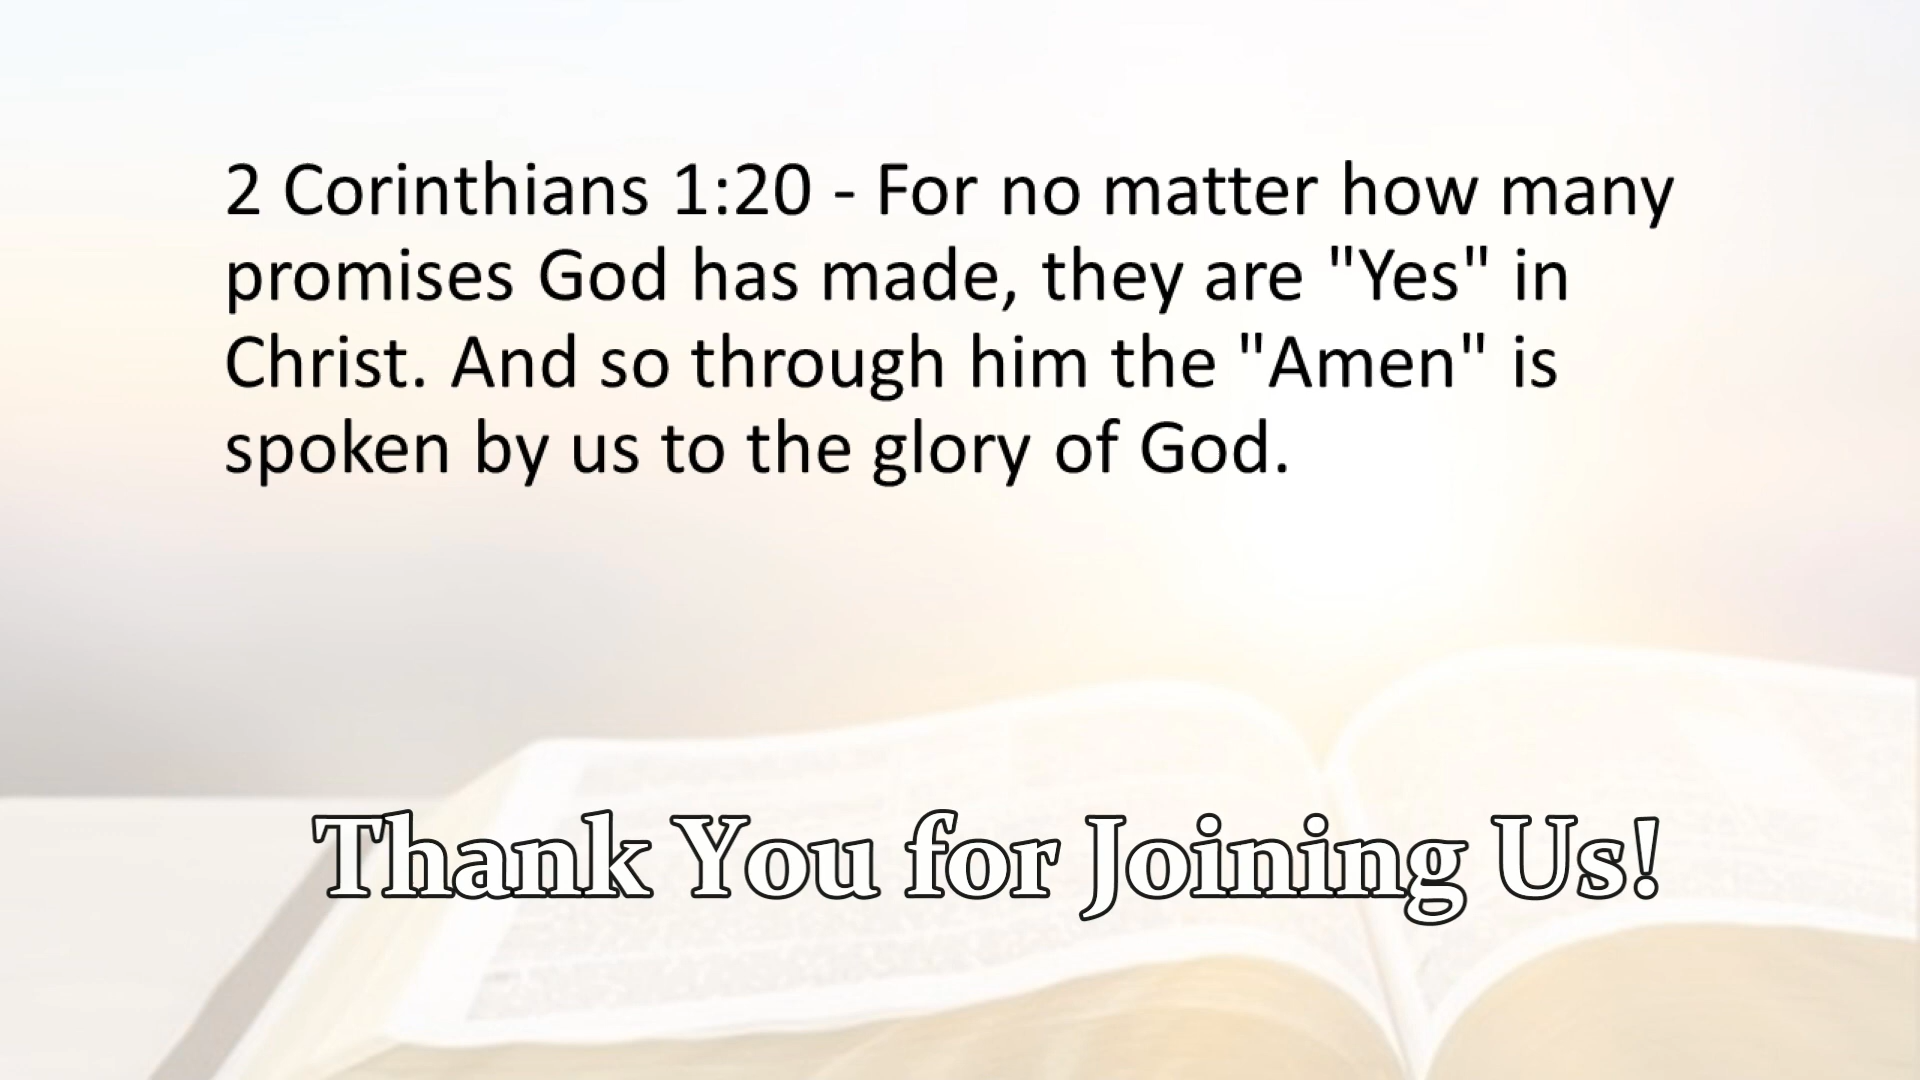 2 Corinthians 1:20 - For no matter how many
promises God has made, they are "Yes" in
Christ. And so through him the "Amen" is
spoken by us to the glory of God.
Thank You for Joining Us!